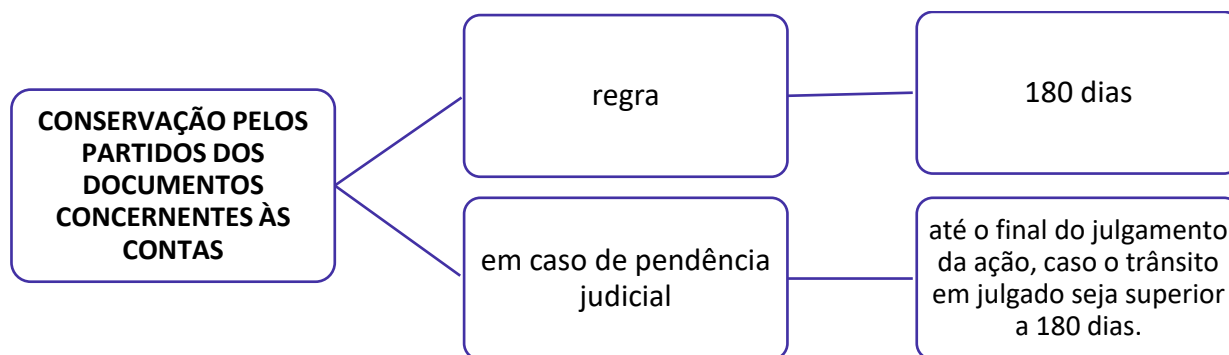 CONSERVAÇÃO PELOS
PARTIDOS DOS
DOCUMENTOS
CONCERNENTES ÀS
CONTAS
regra
180 dias
em caso de pendência
judicial
até o final do julgamento
da ação, caso o trânsito
em julgado seja superior
a 180 dias.